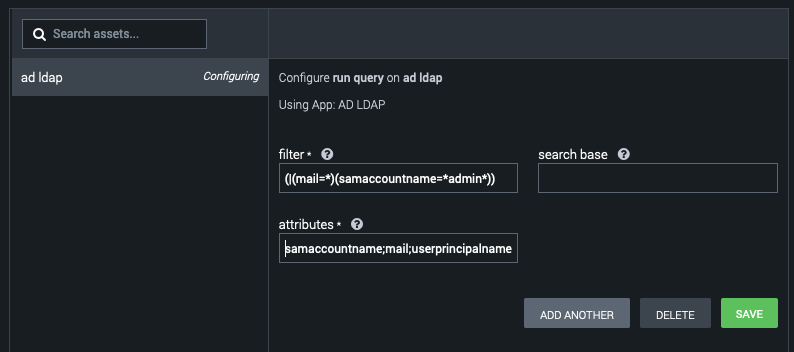 Search assets...
ad ldap Configuring
Configure run query on ad ldap
Using App: AD LDAP
filter * search base
(|(mail=*)(samaccountname=*admin*))
attributes *
samaccountname;mail;userprincipalname
ADD ANOTHER DELETE SAVE